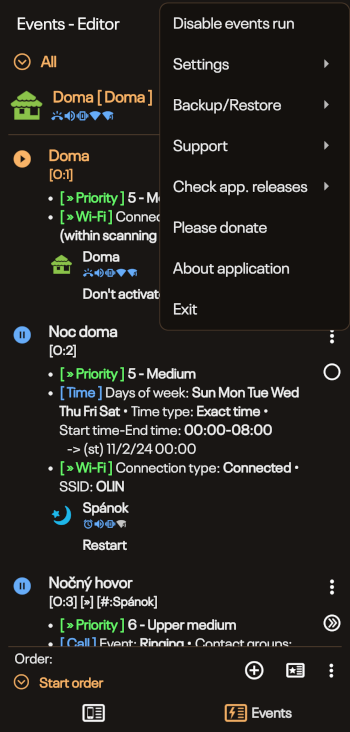 Events - Editor
Disable events run
Settings
Backup/Restore
Support
Check app. releases
Please donate
About application
Exit
All
Doma [ Doma ]
Doma
[O:1]
• [ » Priority ] 5 - M
• [ » Wi-Fi ] Connec
(within scanning
Doma
Don't activat
Noc doma
[O:2]
• [ » Priority ] 5 - Medium
• [ Time ] Days of week: Sun Mon Tue Wed
Thu Fri Sat • Time type: Exact time •
Start time-End time: 00:00-08:00
-> (st) 11/2/24 00:00
• [ » Wi-Fi ] Connection type: Connected •
SSID: OLIN
Spánok
Restart
Nočný hovor
[O:3] [»] [#:Spánok]
• [ » Priority ] 6 - Upper medium
• [ Call ] Event: Ringing • Contact groups:
Order:
Start order
Events